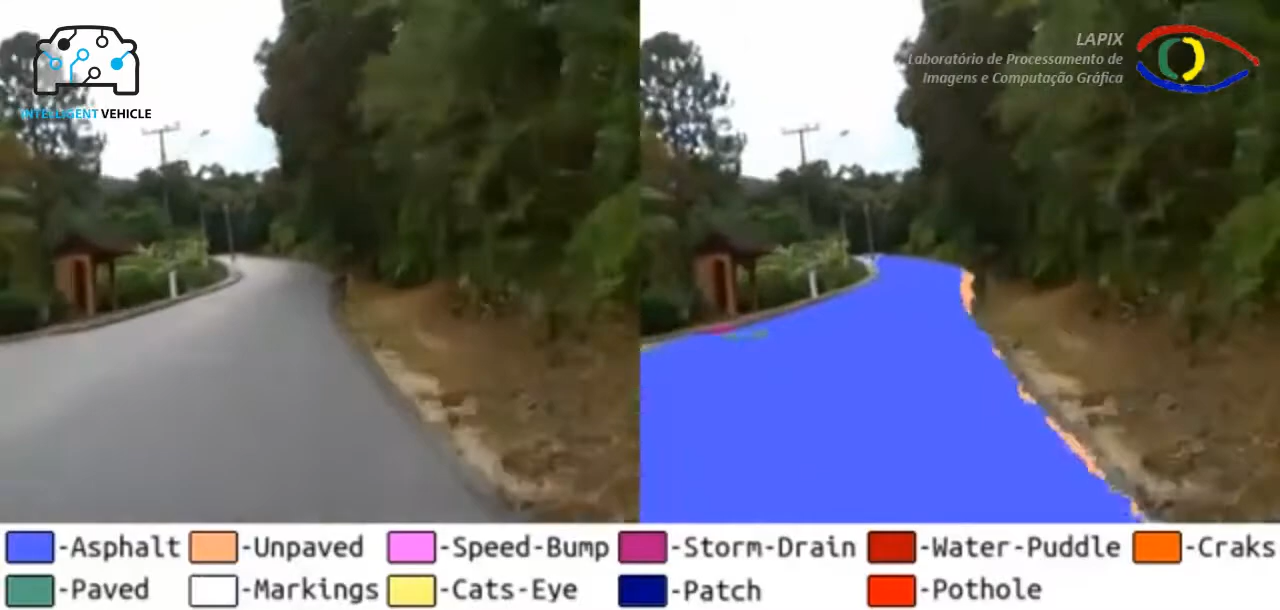 INTELLIGENT VEHICLE
LAPIX
Laboratório de Processamento de
Imagens e Computação Gráfica
-Asphalt -Unpaved -Speed-Bump -Storm-Drain -Water-Puddle -Craks
-Paved -Markings -Cats-Eye -Patch -Pothole